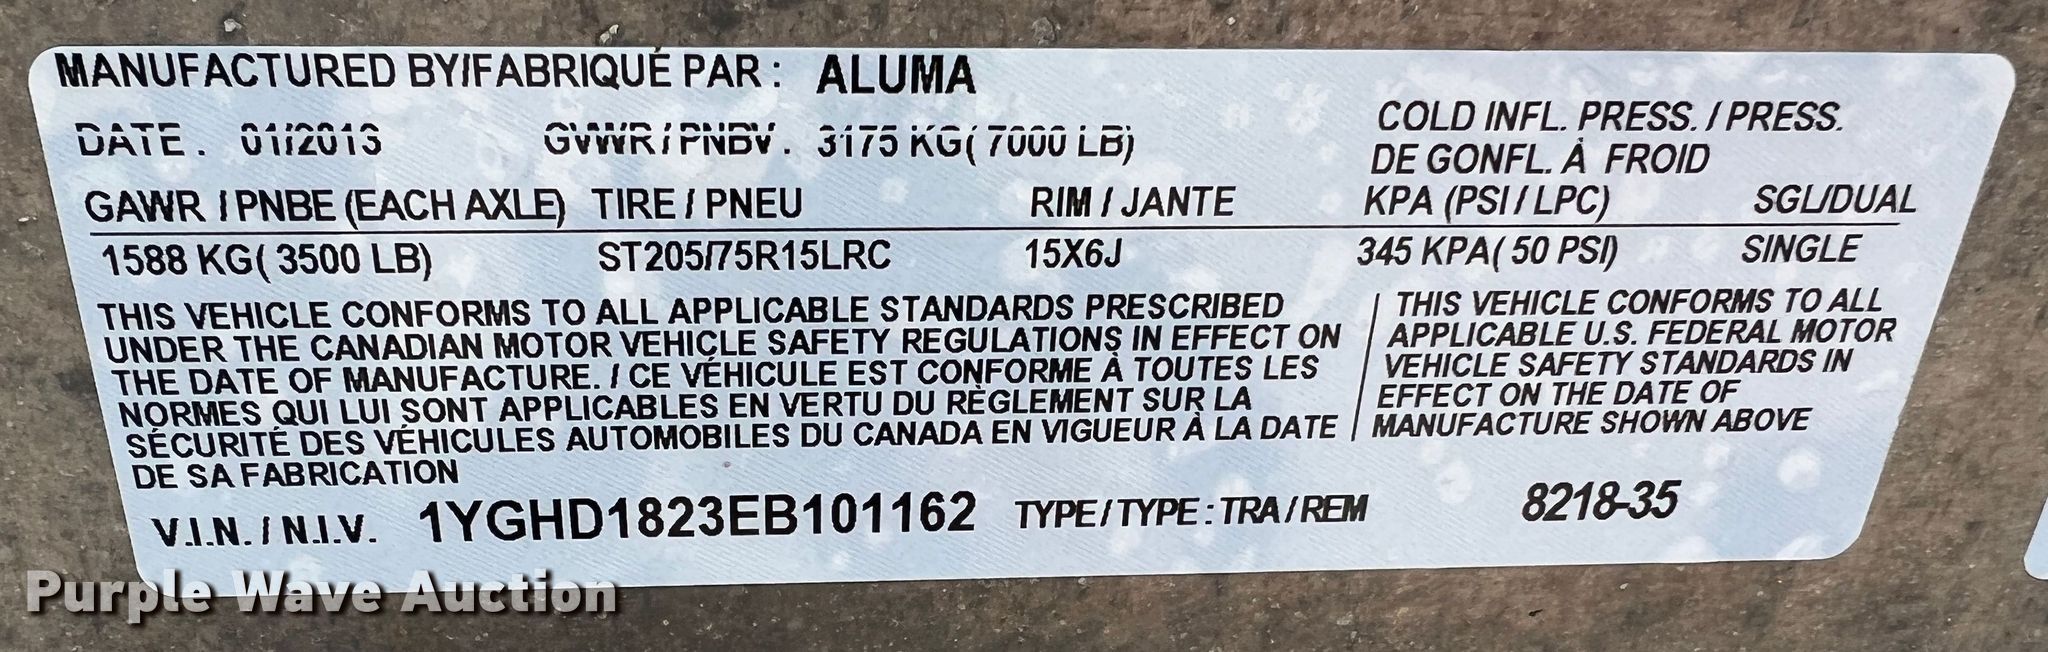 MANUFACTURED BY/FABRIQUÉ PAR: ALUMA
DATE. 01/2013 GVWR/PNBV. 3175 KG(7000 LB)
COLD INFL. PRESS./PRESS.
DE GONFL. À FROID
GAWR/PNBE (EACH AXLE) TIRE/PNEU RIM/JANTE KPA (PSI/LPC) SGL/DUAL
1588 KG(3500 LB) ST205/75R15LRC 15X6J 345 KPA(50 PSI) SINGLE
THIS VEHICLE CONFORMS TO ALL APPLICABLE STANDARDS PRESCRIBED
UNDER THE CANADIAN MOTOR VEHICLE SAFETY REGULATIONS IN EFFECT ON
THE DATE OF MANUFACTURE. / CE VÉHICULE EST CONFORME À TOUTES LES
NORMES QUI LUI SONT APPLICABLES EN VERTU DU RÈGLEMENT SUR LA
SÉCURITÉ DES VÉHICULES AUTOMOBILES DU CANADA EN VIGUEUR À LA DATE
DE SA FABRICATION
THIS VEHICLE CONFORMS TO ALL
APPLICABLE U.S. FEDERAL MOTOR
VEHICLE SAFETY STANDARDS IN
EFFECT ON THE DATE OF
MANUFACTURE SHOWN ABOVE
V.I.N./N.I.V. 1YGHD1823EB101162 TYPE/TYPE: TRA/REM 8218-35
Purple Wave Auction